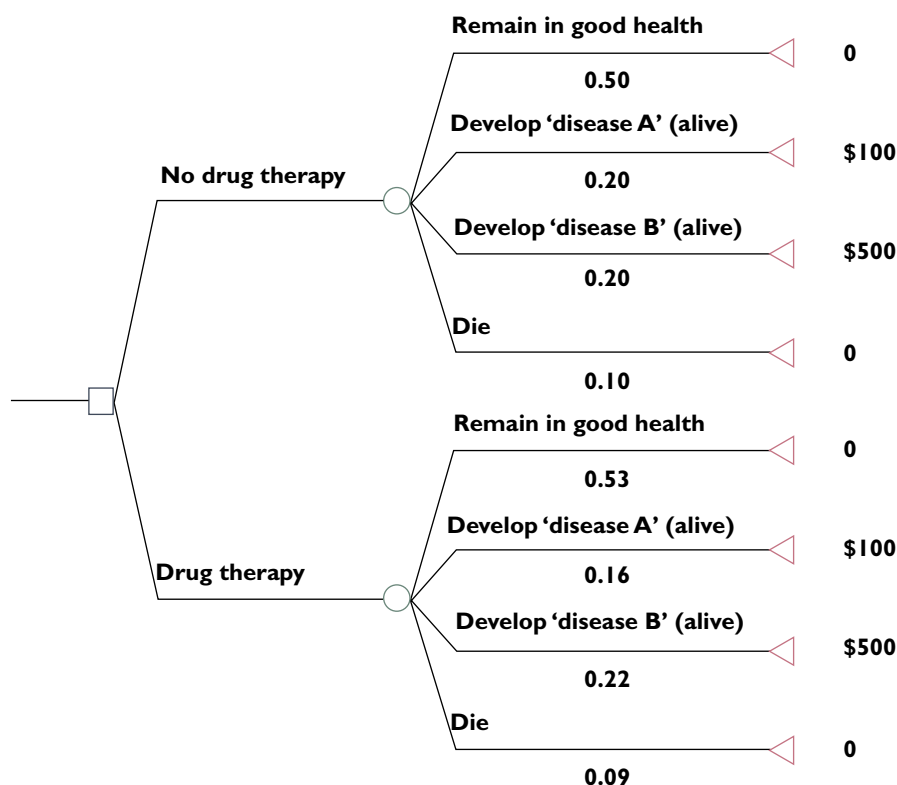 Remain in good health
0
0.50
Develop ‘disease A’ (alive)
$100
0.20
No drug therapy
Develop ‘disease B’ (alive)
$500
0.20
Die
0
0.10
Remain in good health
0
0.53
Develop ‘disease A’ (alive)
$100
0.16
Drug therapy
Develop ‘disease B’ (alive)
$500
0.22
Die
0
0.09